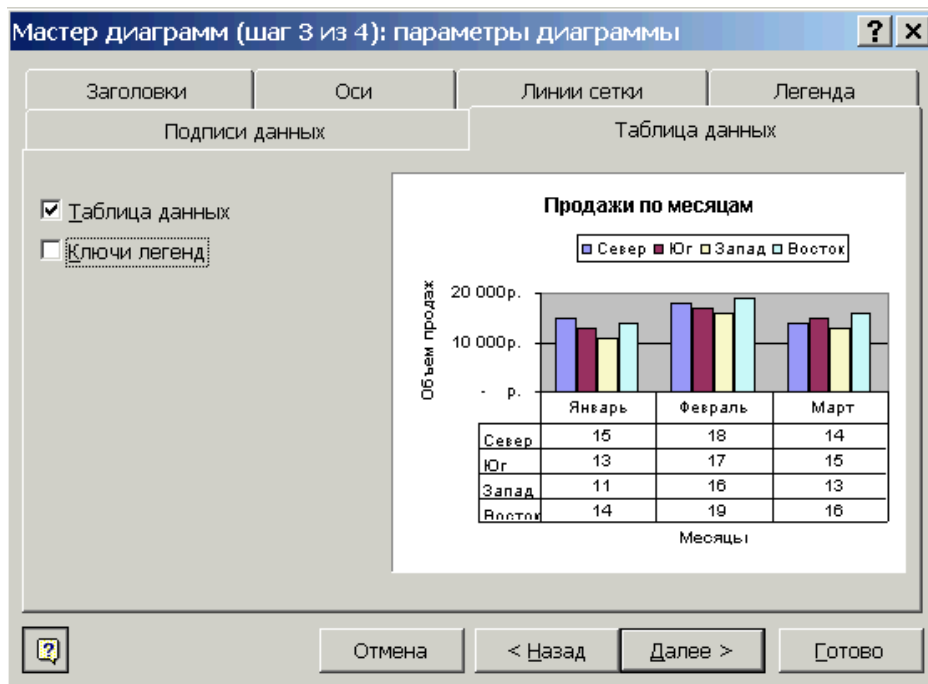 Мастер диаграмм (шаг 3 из 4): параметры диаграммы
Заголовки Оси Линии сетки Легенда
Подписи данных Таблица данных
Таблица данных
Ключи легенд
Продажи по месяцам
Север Юг Запад Восток
Объем продаж
20 000р.
10 000р.
- р.
Январь Февраль Март
Север 15 18 14
Юг 13 17 15
Запад 11 16 13
Восток 14 19 16
Месяцы
Отмена < Назад Далее > Готово